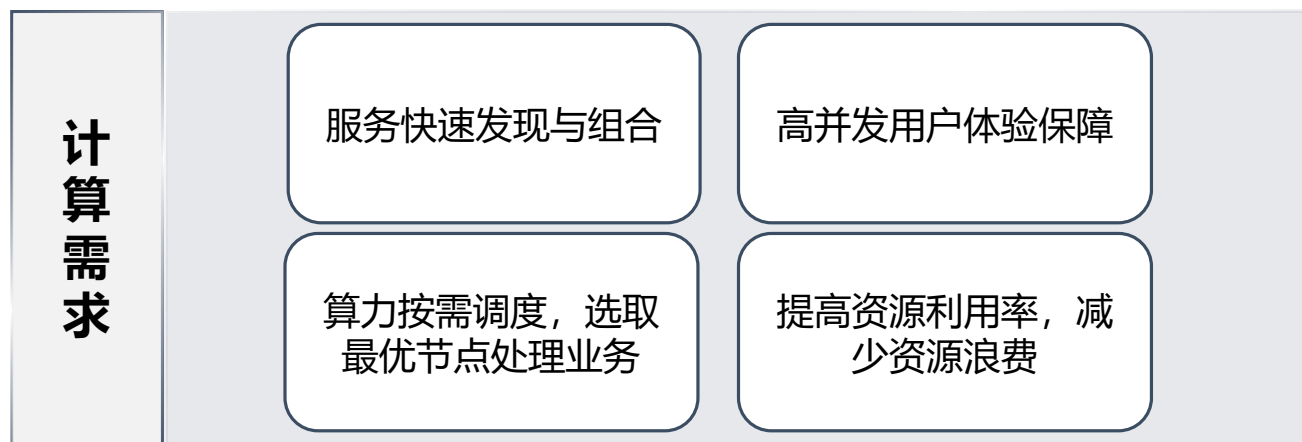 计算需求
服务快速发现与组合
高并发用户体验保障
算力按需调度，选取
最优节点处理业务
提高资源利用率，减
少资源浪费